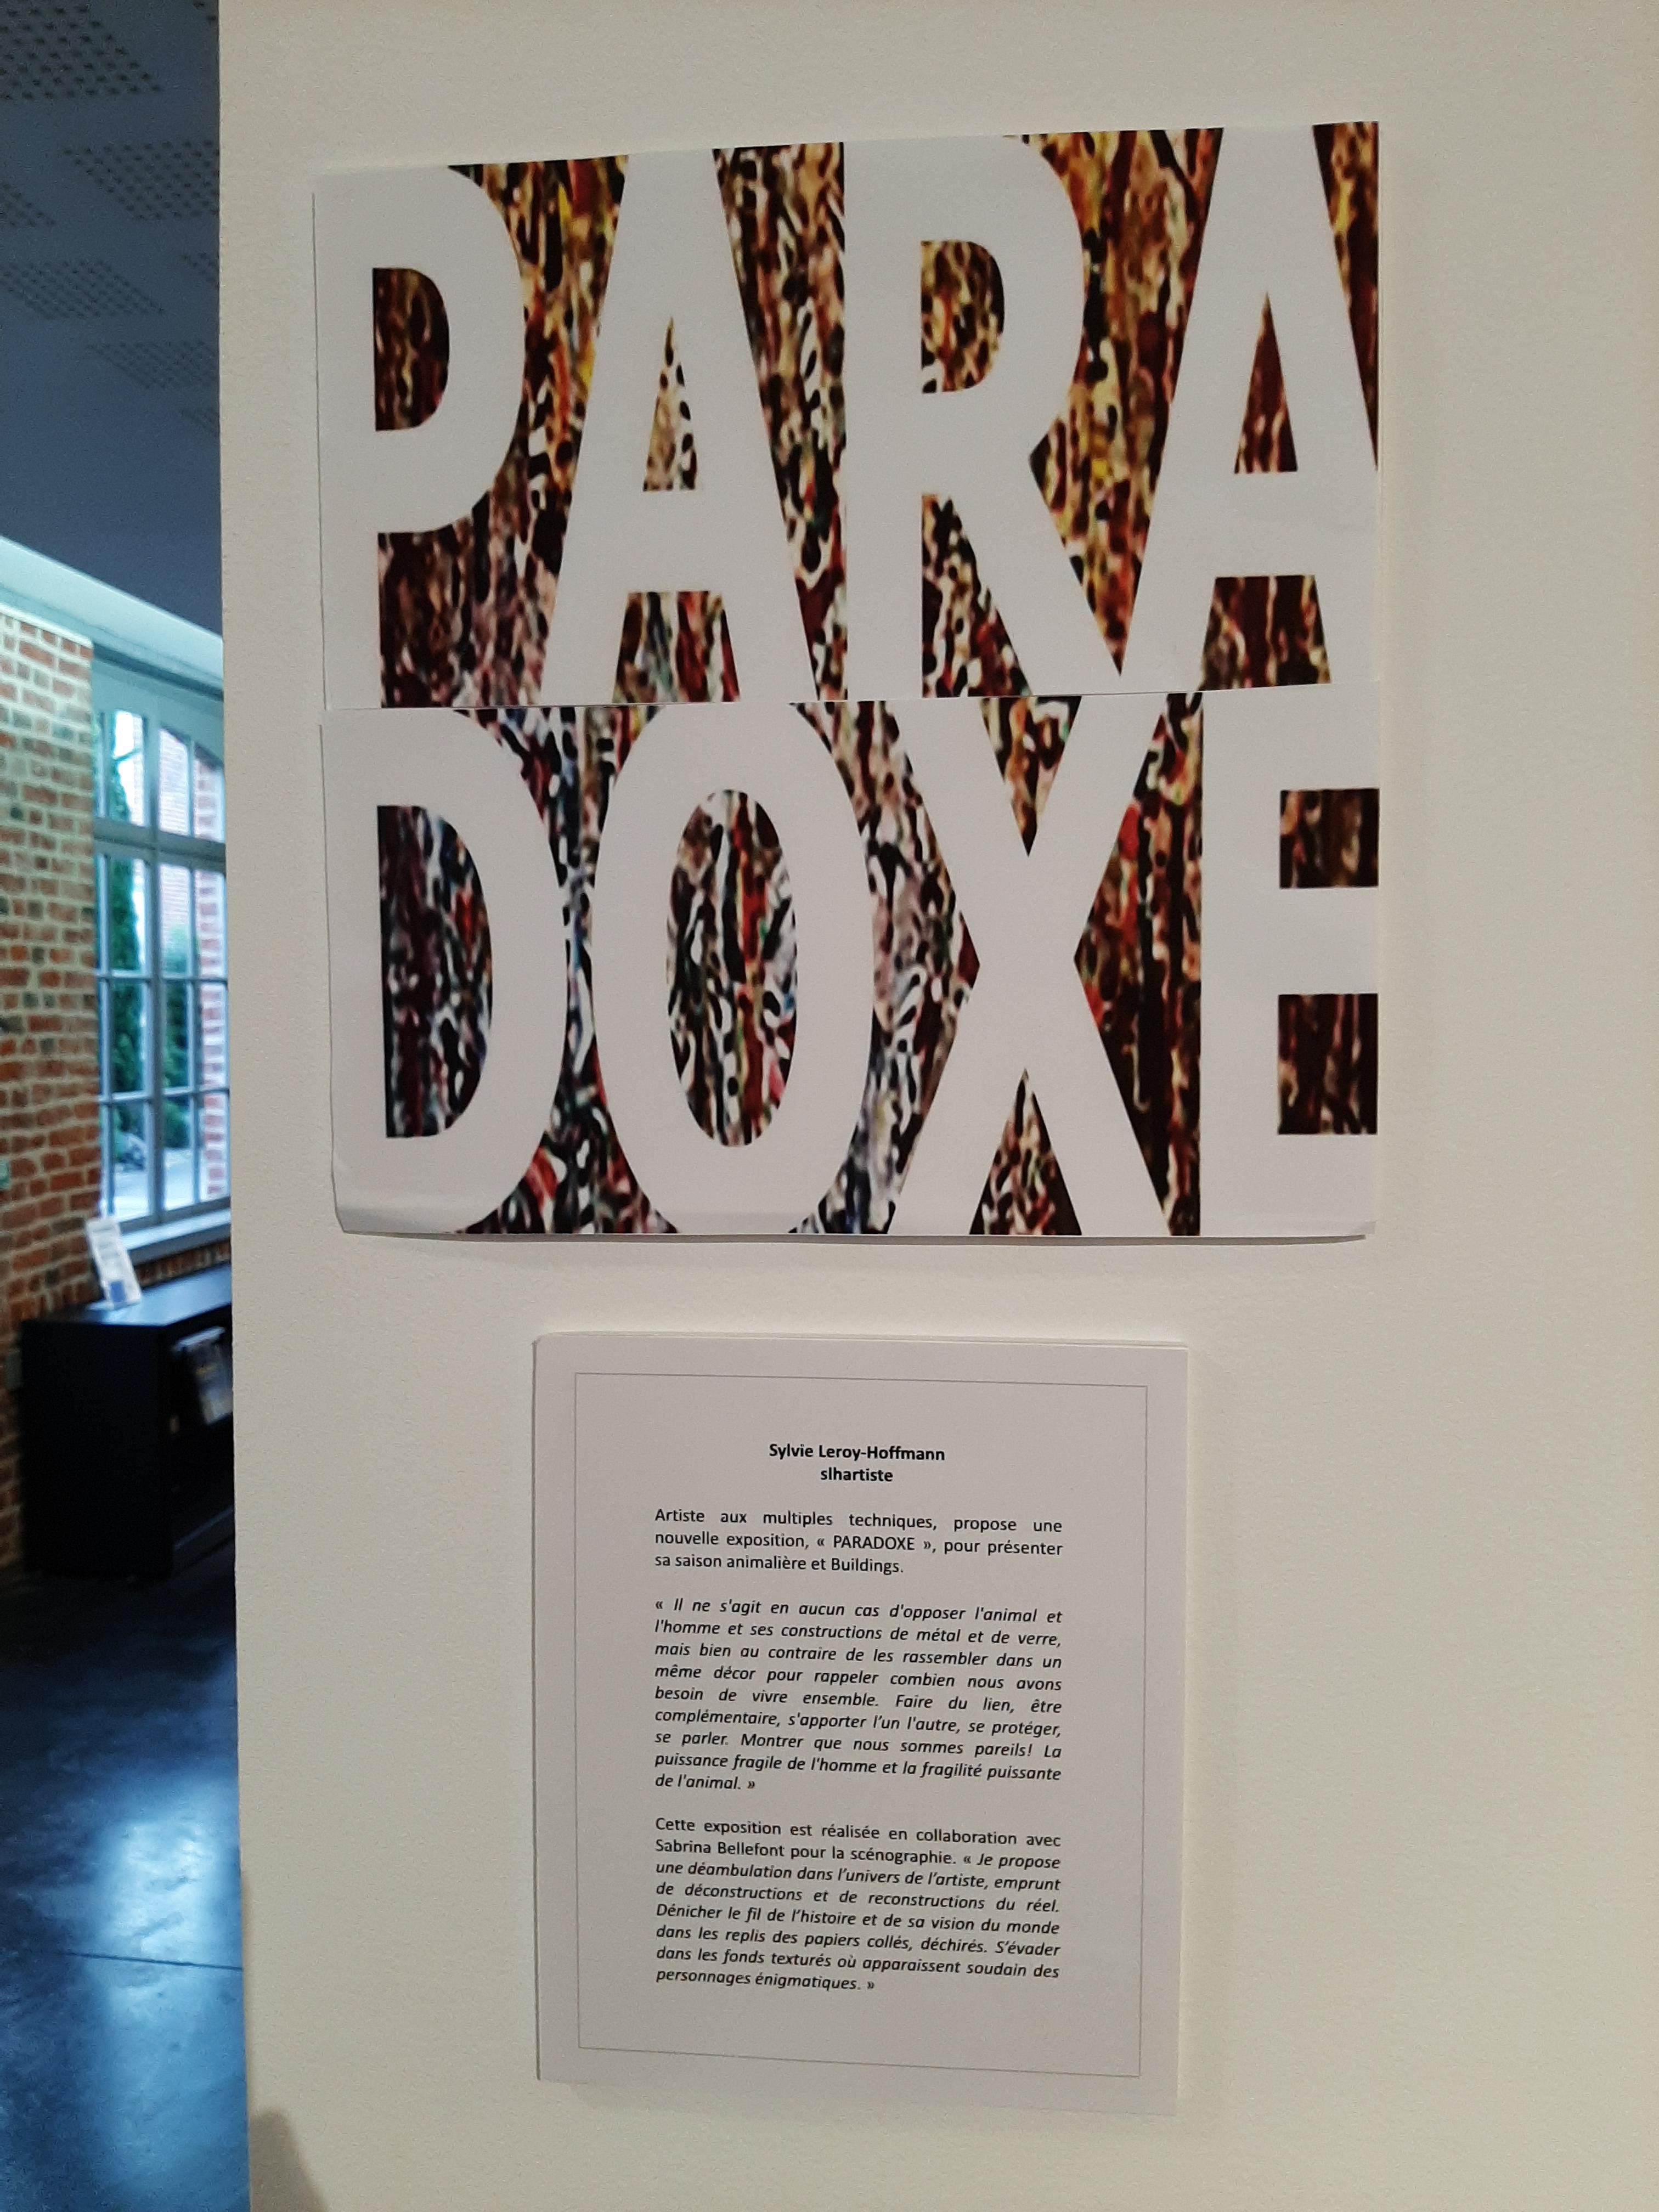 PARA
DOXE
Sylvie Leroy-Hoffmann
slhartiste
Artiste aux multiples techniques, propose une
nouvelle exposition, « PARADOXE », pour présenter
sa saison animalière et Buildings.
« Il ne s'agit en aucun cas d'opposer l'animal et
l'homme et ses constructions de métal et de verre,
mais bien au contraire de les rassembler dans un
même décor pour rappeler combien nous avons
besoin de vivre ensemble. Faire du lien, être
complémentaire, s'apporter l’un l'autre, se protéger,
se parler. Montrer que nous sommes pareils! La
puissance fragile de l'homme et la fragilité puissante
de l'animal. »
Cette exposition est réalisée en collaboration avec
Sabrina Bellefont pour la scénographie. « Je propose
une déambulation dans l’univers de l’artiste, emprunt
de déconstructions et de reconstructions du réel.
Dénicher le fil de l’histoire et de sa vision du monde
dans les replis des papiers collés, déchirés. S’évader
dans les fonds texturés où apparaissent soudain des
personnages énigmatiques. »